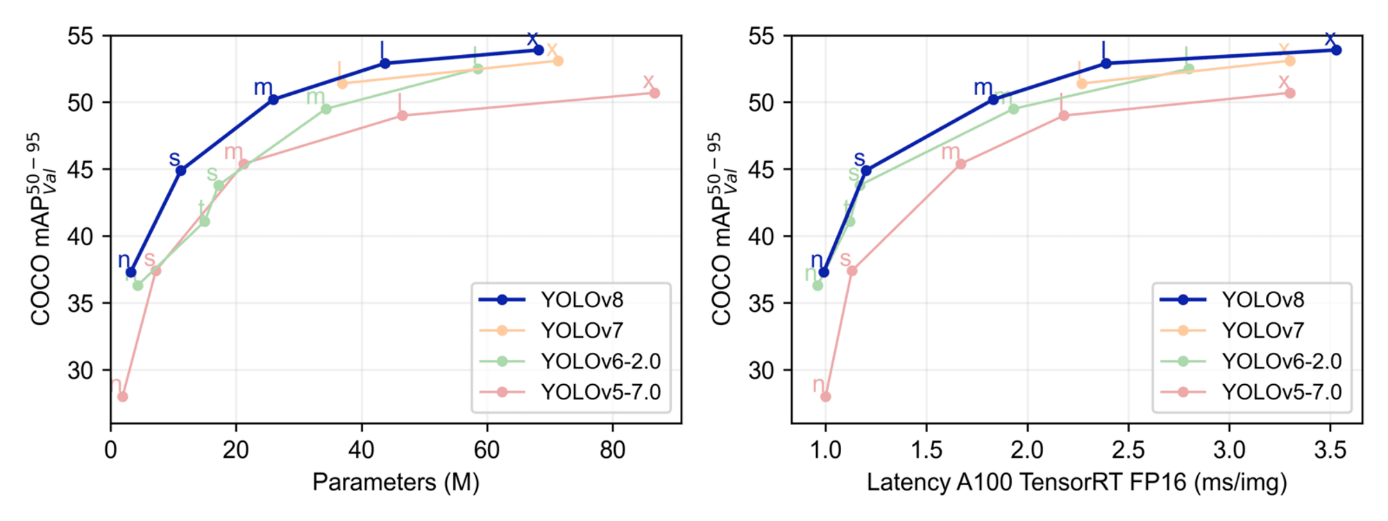 55
50
45
40
35
30
COCO mAP^{50-95}_{Val}
n
s
m
l
x
l
x
n
t
s
m
l
n
s
m
l
x
YOLOv8
YOLOv7
YOLOv6-2.0
YOLOv5-7.0
0 20 40 60 80
Parameters (M)
55
50
45
40
35
30
COCO mAP^{50-95}_{Val}
n
s
m
l
x
l
x
n
t
s
m
l
n
s
m
l
x
YOLOv8
YOLOv7
YOLOv6-2.0
YOLOv5-7.0
1.0 1.5 2.0 2.5 3.0 3.5
Latency A100 TensorRT FP16 (ms/img)